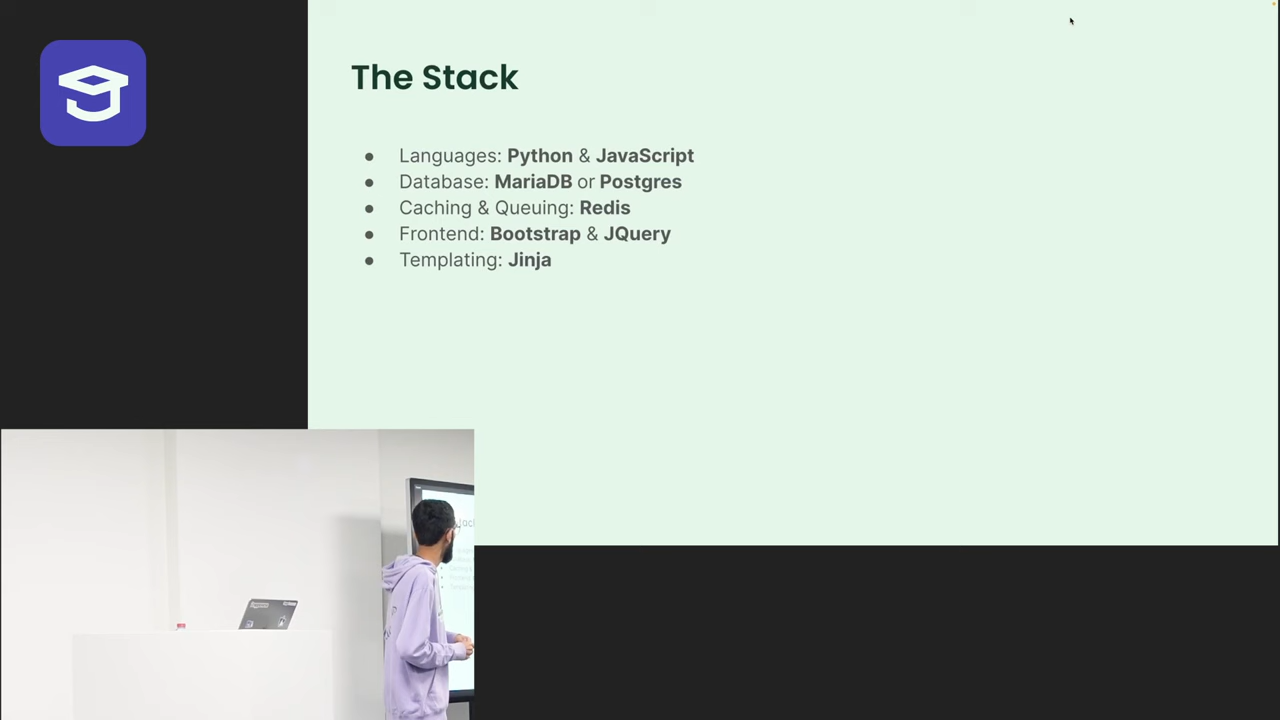 The Stack
● Languages: Python & JavaScript
● Database: MariaDB or Postgres
● Caching & Queuing: Redis
● Frontend: Bootstrap & JQuery
● Templating: Jinja